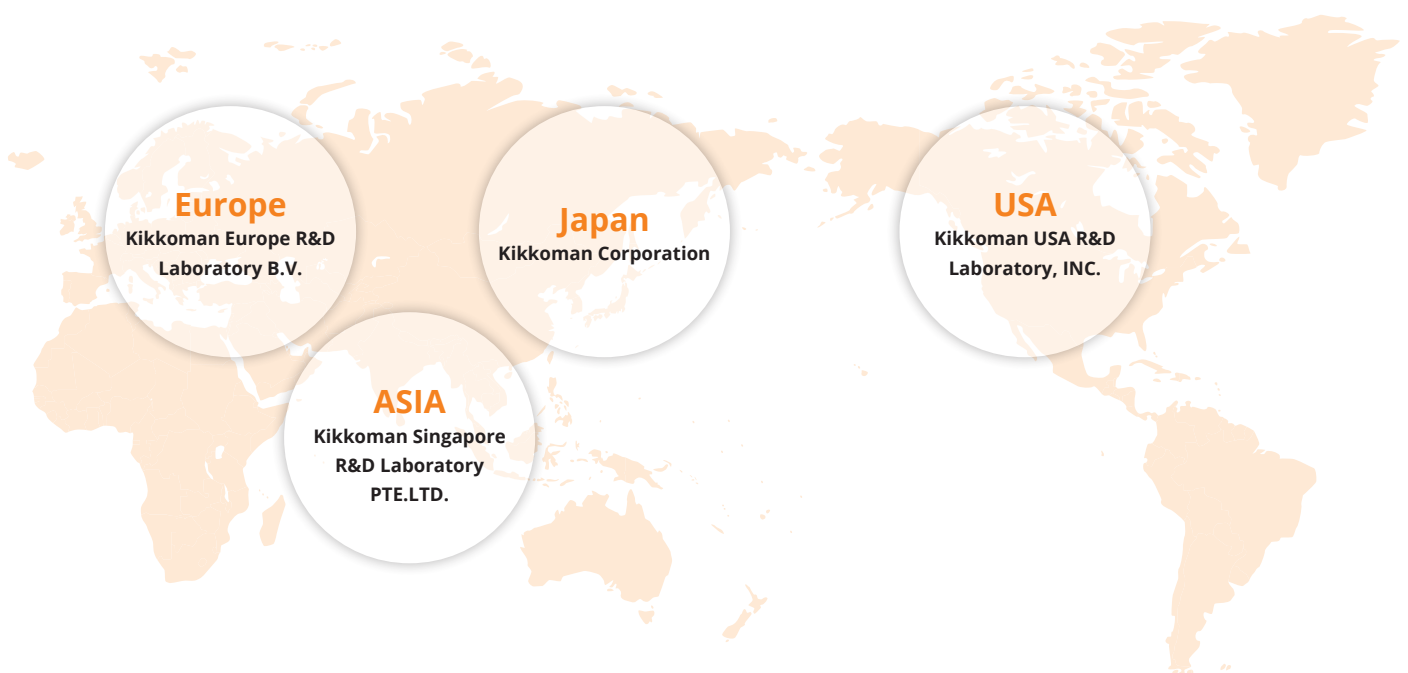 Europe
Kikkoman Europe R&D
Laboratory B.V.
Japan
Kikkoman Corporation
USA
Kikkoman USA R&D
Laboratory, INC.
ASIA
Kikkoman Singapore
R&D Laboratory
PTE.LTD.